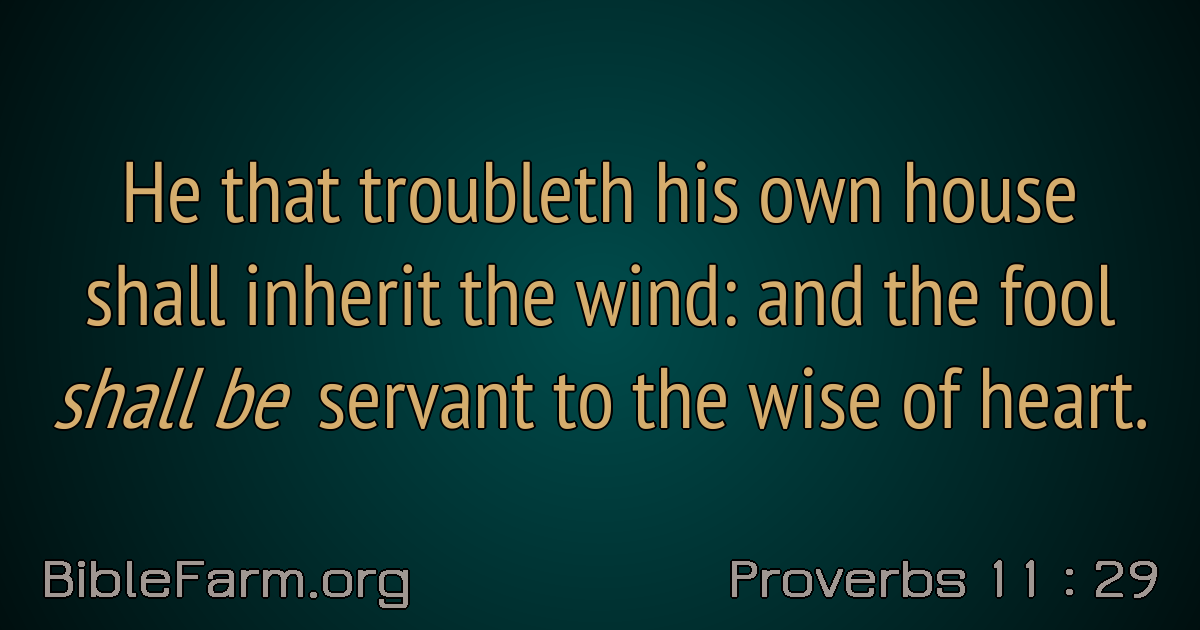 He that troubleth his own house
shall inherit the wind: and the fool
shall be servant to the wise of heart.
BibleFarm.org
Proverbs 11 : 29